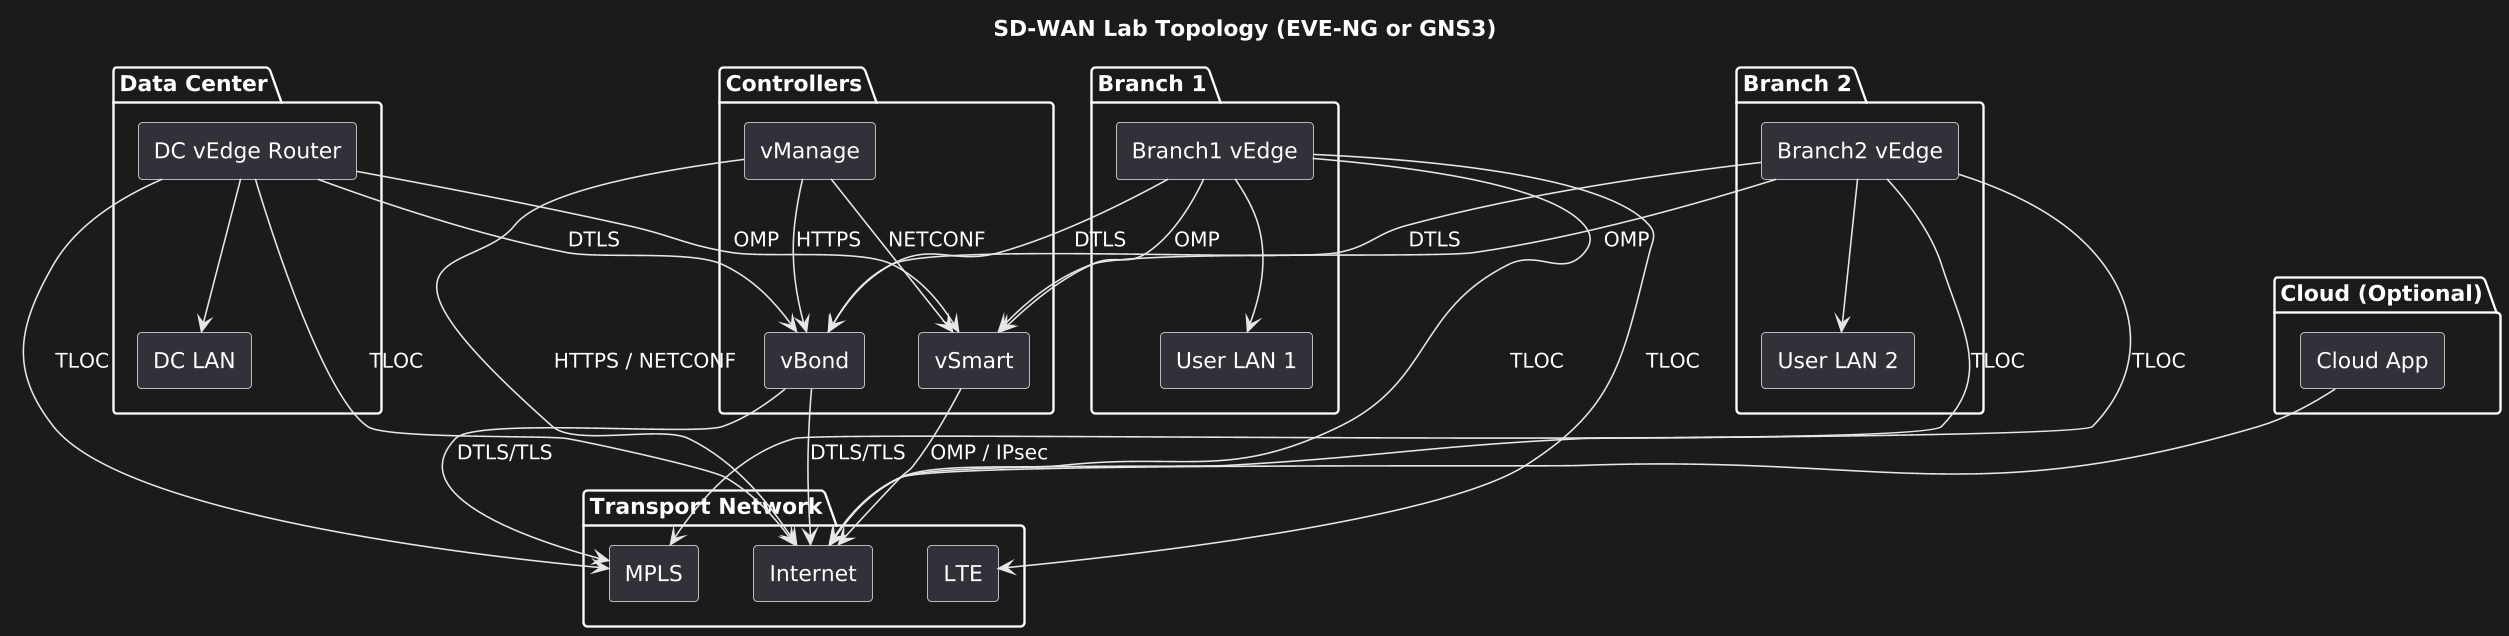 SD-WAN Lab Topology (EVE-NG or GNS3)
Data Center
Controllers
Branch 1
Branch 2
DC vEdge Router
vManage
Branch1 vEdge
Branch2 vEdge
DTLS
OMP
HTTPS
NETCONF
DTLS
OMP
DTLS
OMP
Cloud (Optional)
TLOC
DC LAN
TLOC
HTTPS / NETCONF
vBond
vSmart
User LAN 1
TLOC
TLOC
User LAN 2
TLOC
TLOC
Cloud App
DTLS/TLS
DTLS/TLS
OMP / IPsec
Transport Network
MPLS
Internet
LTE